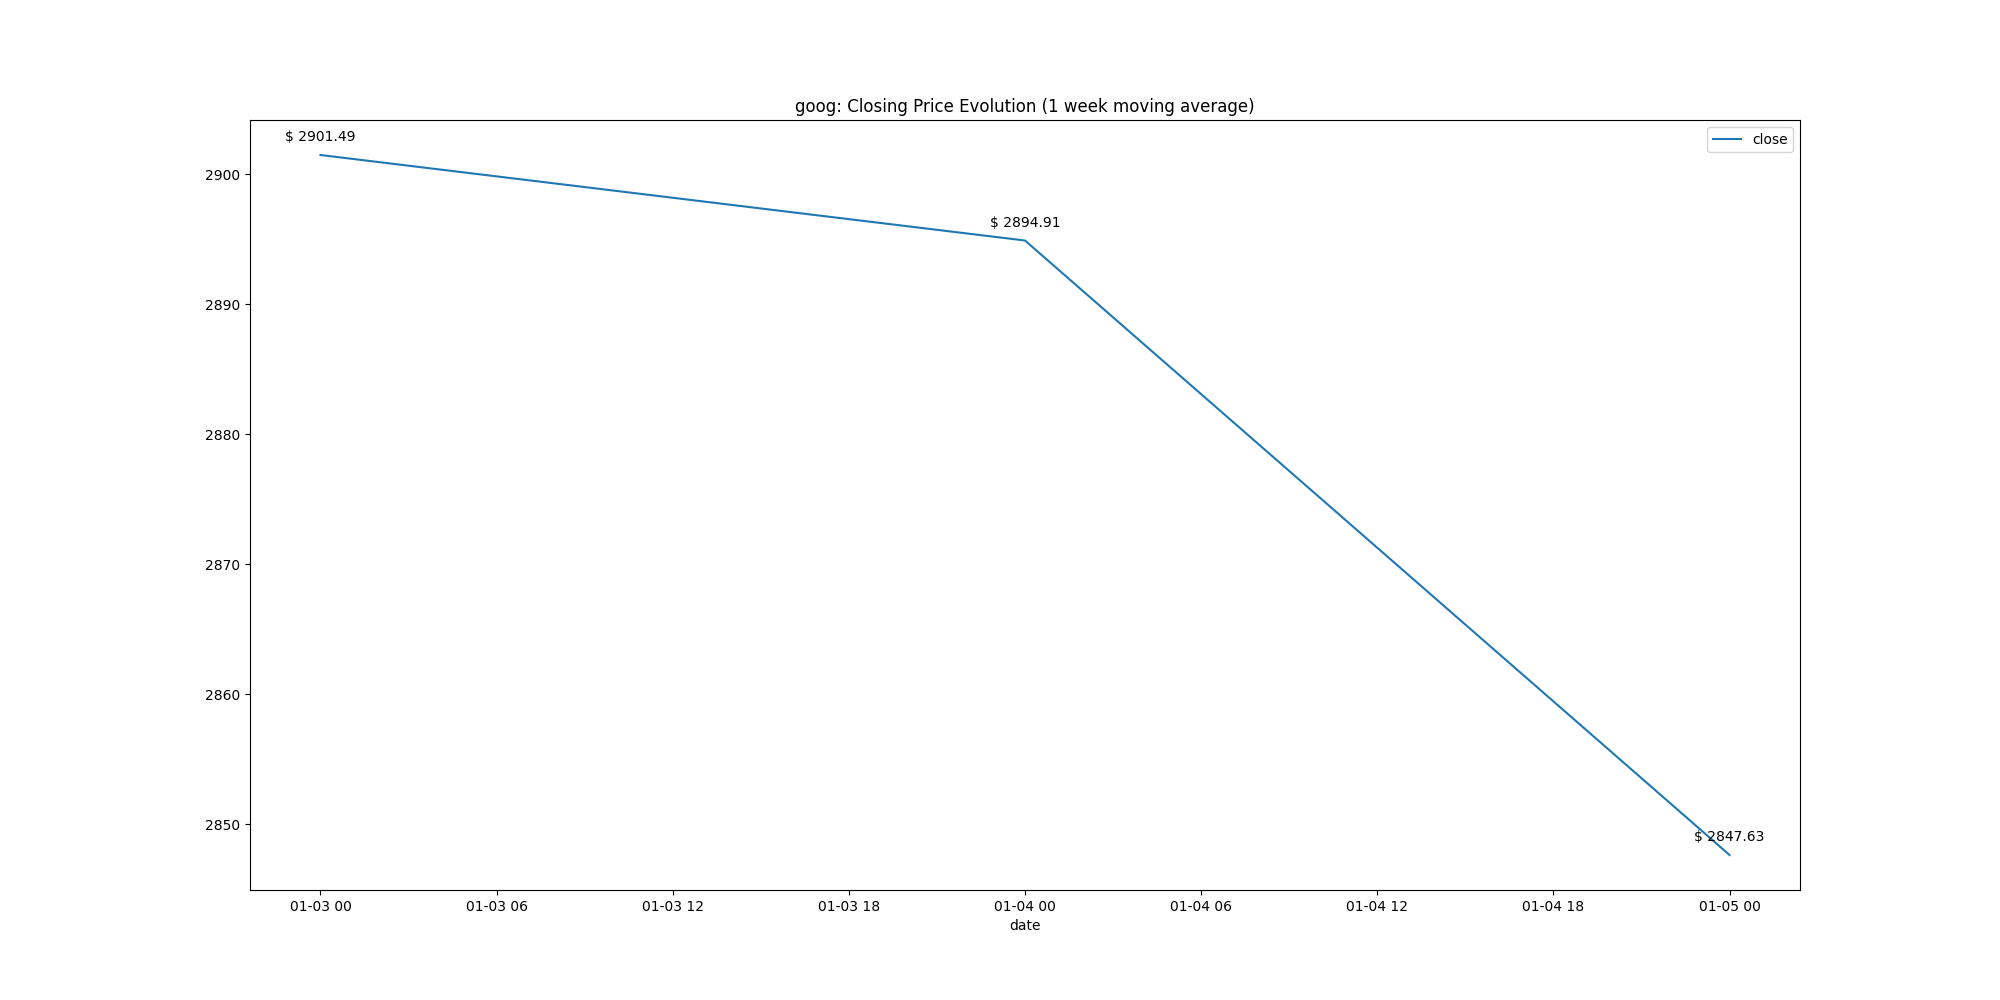 goog: Closing Price Evolution (1 week moving average)
close
$ 2901.49
$ 2894.91
$ 2847.63
2900
2890
2880
2870
2860
2850
01-03 00 01-03 06 01-03 12 01-03 18 01-04 00 01-04 06 01-04 12 01-04 18 01-05 00
date